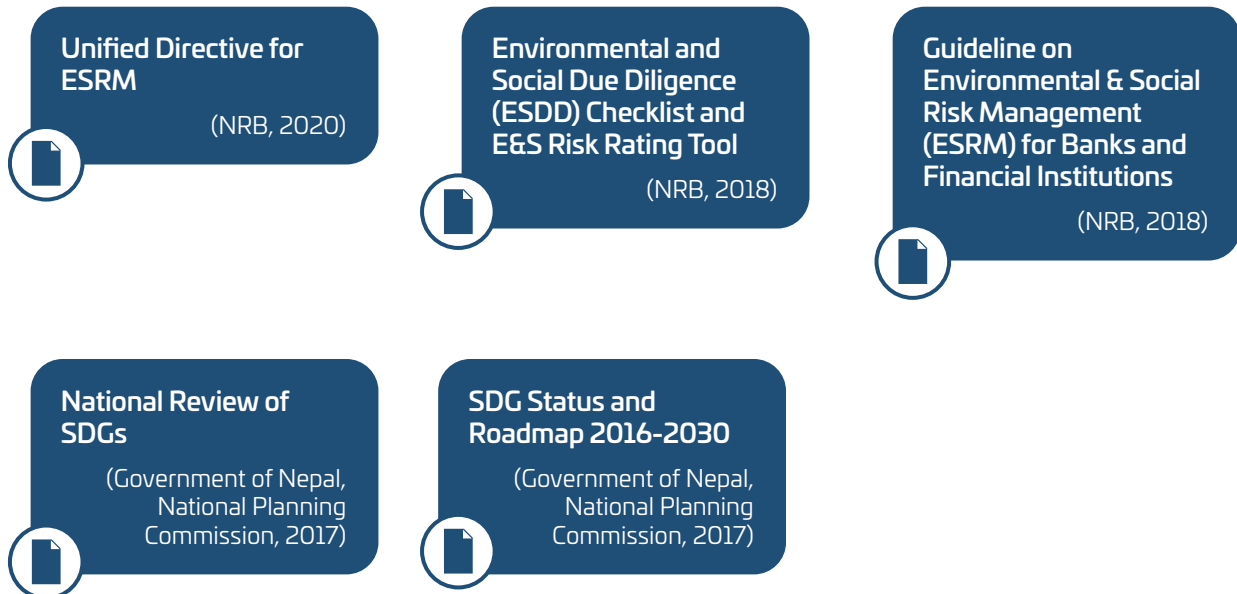 Unified Directive for
ESRM
(NRB, 2020)
Environmental and
Social Due Diligence
(ESDD) Checklist and
E&S Risk Rating Tool
(NRB, 2018)
Guideline on
Environmental & Social
Risk Management
(ESRM) for Banks and
Financial Institutions
(NRB, 2018)
National Review of
SDGs
(Government of Nepal,
National Planning
Commission, 2017)
SDG Status and
Roadmap 2016-2030
(Government of Nepal,
National Planning
Commission, 2017)